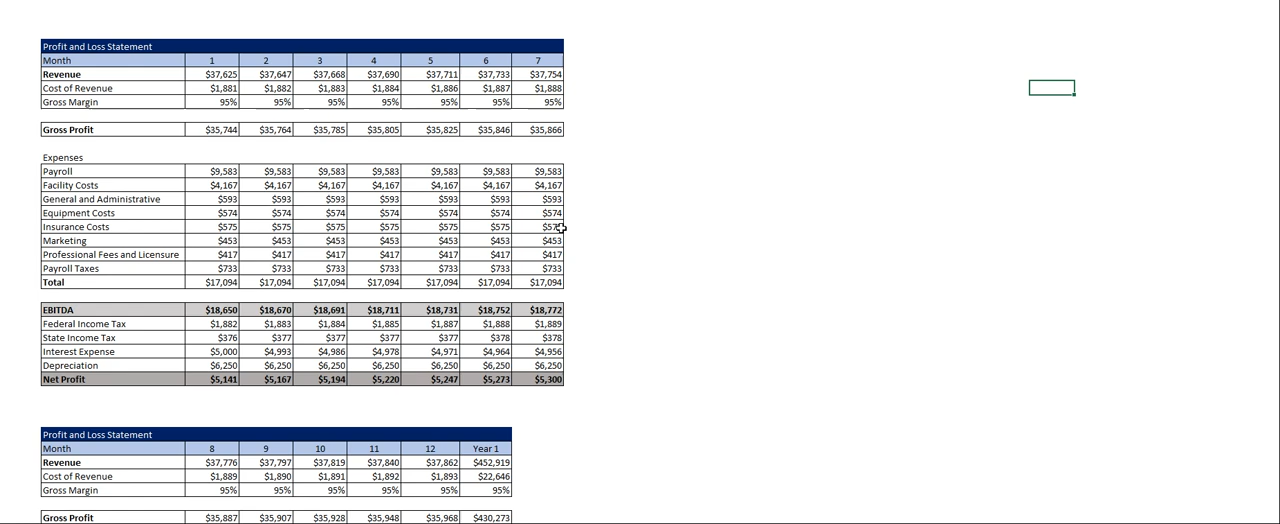 Profit and Loss Statement
Month 1 2 3 4 5 6 7
Revenue $37,625 $37,647 $37,668 $37,690 $37,711 $37,733 $37,754
Cost of Revenue $1,881 $1,882 $1,883 $1,884 $1,886 $1,887 $1,888
Gross Margin 95% 95% 95% 95% 95% 95% 95%
Gross Profit $35,744 $35,764 $35,785 $35,805 $35,825 $35,846 $35,866
Expenses
Payroll $9,583 $9,583 $9,583 $9,583 $9,583 $9,583 $9,583
Facility Costs $4,167 $4,167 $4,167 $4,167 $4,167 $4,167 $4,167
General and Administrative $593 $593 $593 $593 $593 $593 $593
Equipment Costs $574 $574 $574 $574 $574 $574 $574
Insurance Costs $575 $575 $575 $575 $575 $575
Marketing $453 $453 $453 $453 $453 $453 $453
Professional Fees and Licensure $417 $417 $417 $417 $417 $417 $417
Payroll Taxes $733 $733 $733 $733 $733 $733 $733
Total $17,094 $17,094 $17,094 $17,094 $17,094 $17,094 $17,094
EBITDA $18,650 $18,670 $18,691 $18,711 $18,731 $18,752 $18,772
Federal Income Tax $1,882 $1,883 $1,884 $1,885 $1,887 $1,888 $1,889
State Income Tax $376 $377 $377 $377 $377 $378 $378
Interest Expense $5,000 $4,993 $4,986 $4,978 $4,971 $4,964 $4,956
Depreciation $6,250 $6,250 $6,250 $6,250 $6,250 $6,250 $6,250
Net Profit $5,141 $5,167 $5,194 $5,220 $5,247 $5,273 $5,300
Profit and Loss Statement
Month 8 9 10 11 12 Year 1
Revenue $37,776 $37,797 $37,819 $37,840 $37,862 $452,919
Cost of Revenue $1,889 $1,890 $1,891 $1,892 $1,893 $22,646
Gross Margin 95% 95% 95% 95% 95% 95%
Gross Profit $35,887 $35,907 $35,928 $35,948 $35,968 $430,273